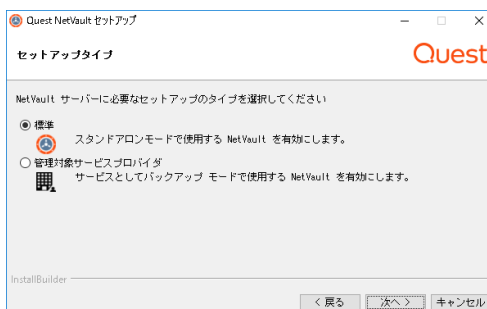 Quest NetVault セットアップ
セットアップタイプ
Quest
NetVault サーバーに必要なセットアップのタイプを選択してください
標準
スタンドアロンモードで使用する NetVault を有効にします。
管理対象サービスプロバイダ
サービスとしてバックアップ モードで使用する NetVault を有効にします。
InstallBuilder
< 戻る
次へ >
キャンセル